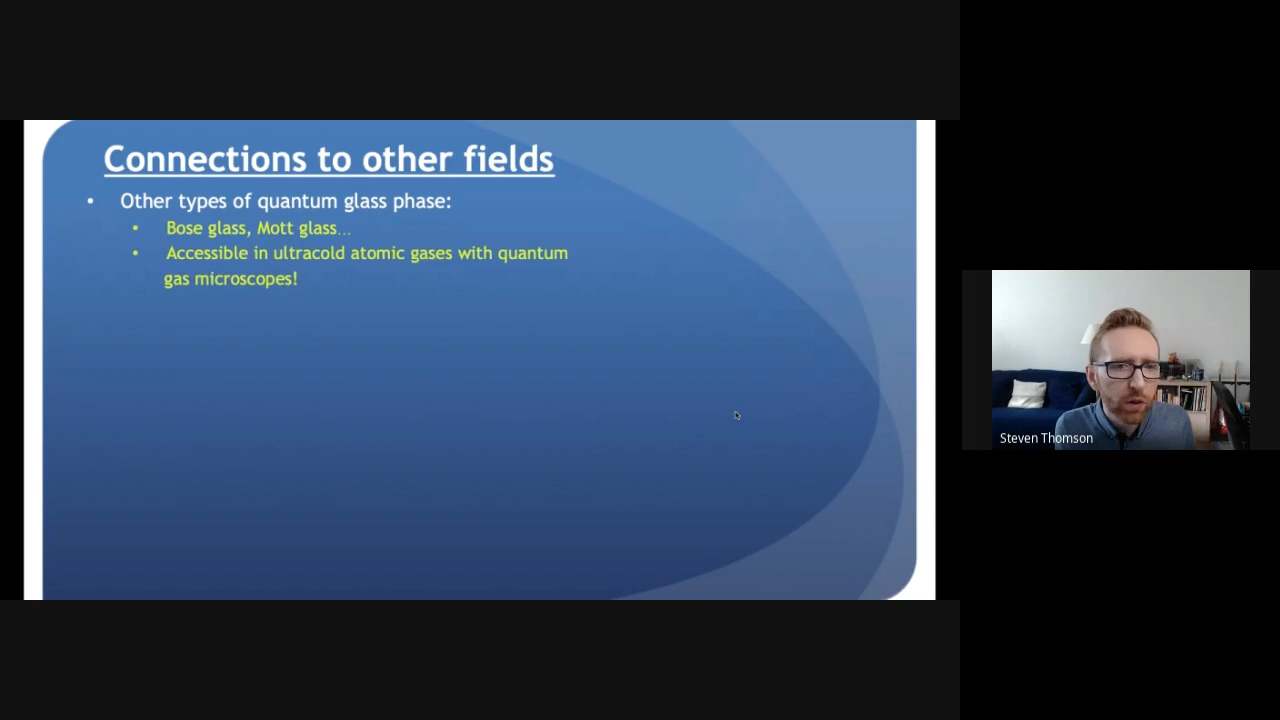 Connections to other fields
• Other types of quantum glass phase:
• Bose glass, Mott glass...
• Accessible in ultracold atomic gases with quantum
gas microscopes!
Steven Thomson